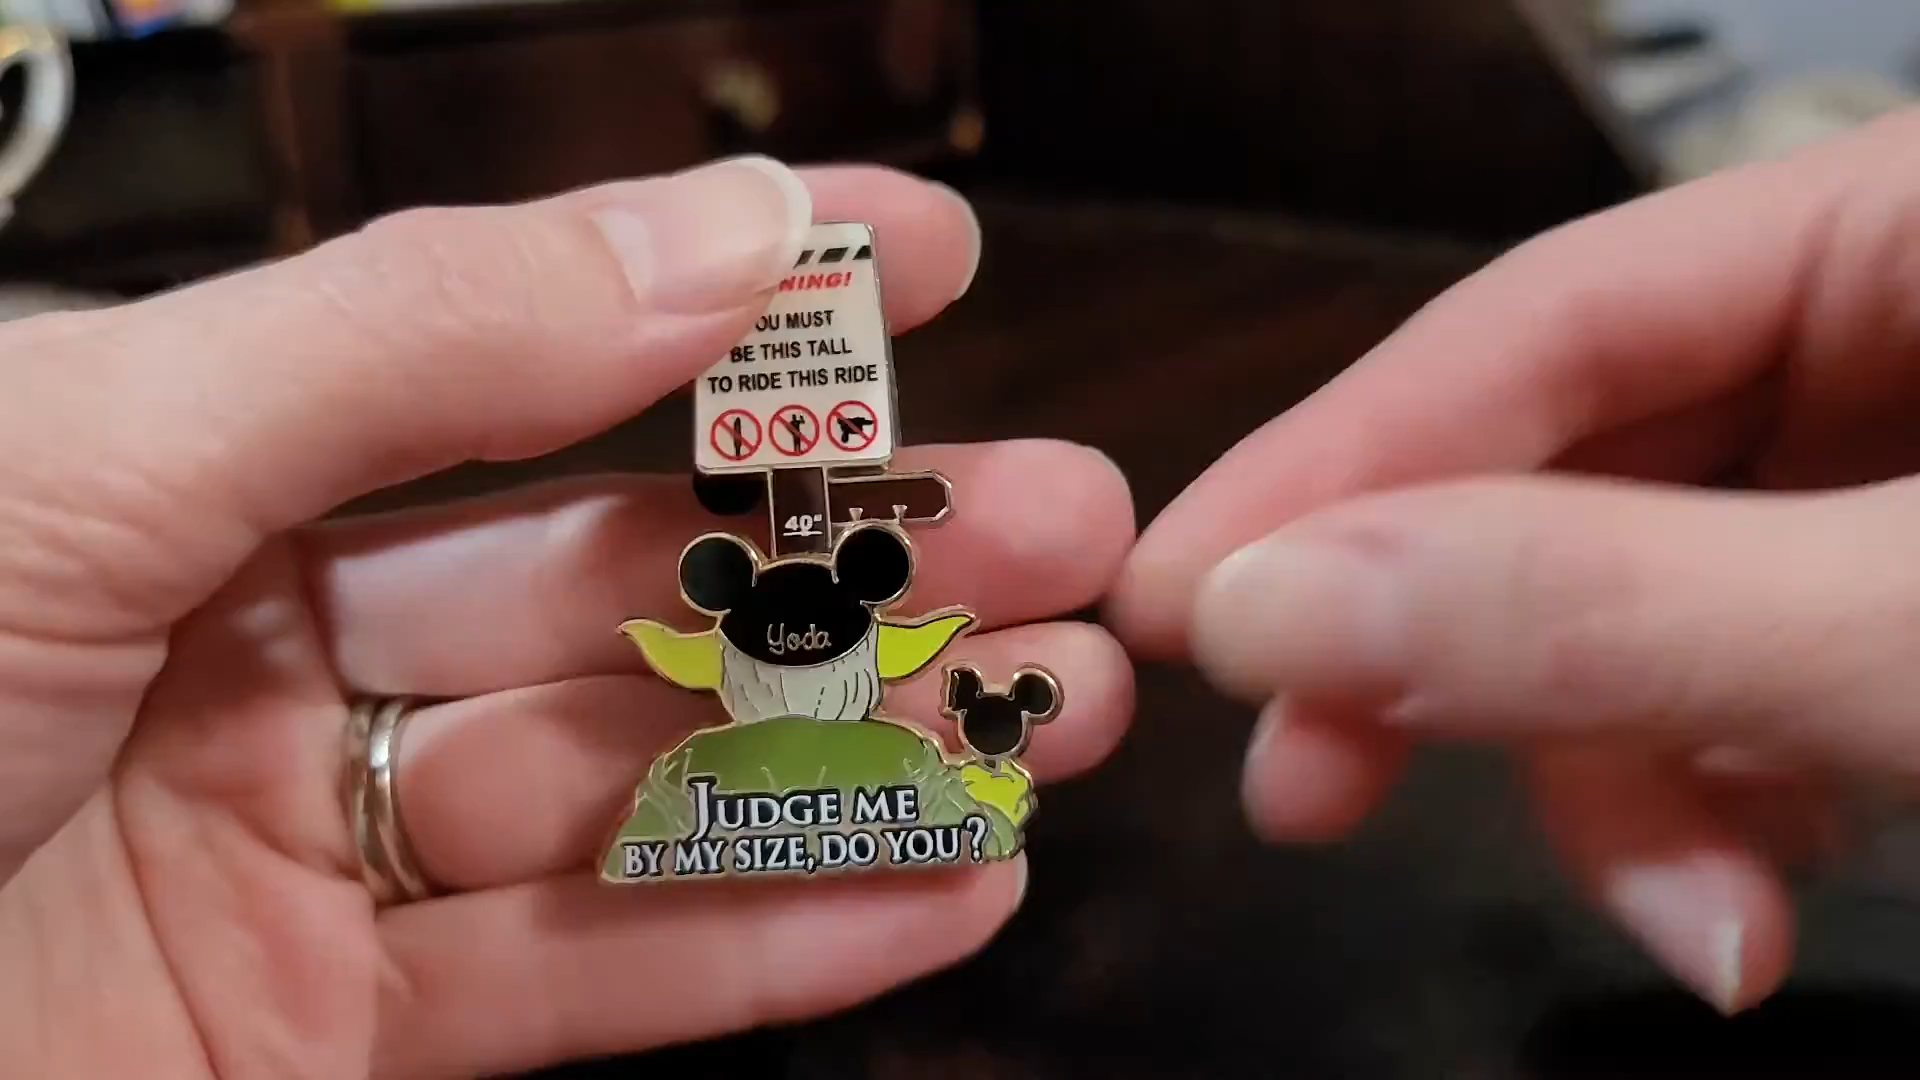 NING!
OU MUST
BE THIS TALL
TO RIDE THIS RIDE
40"
Yoda
JUDGE ME
BY MY SIZE, DO YOU?